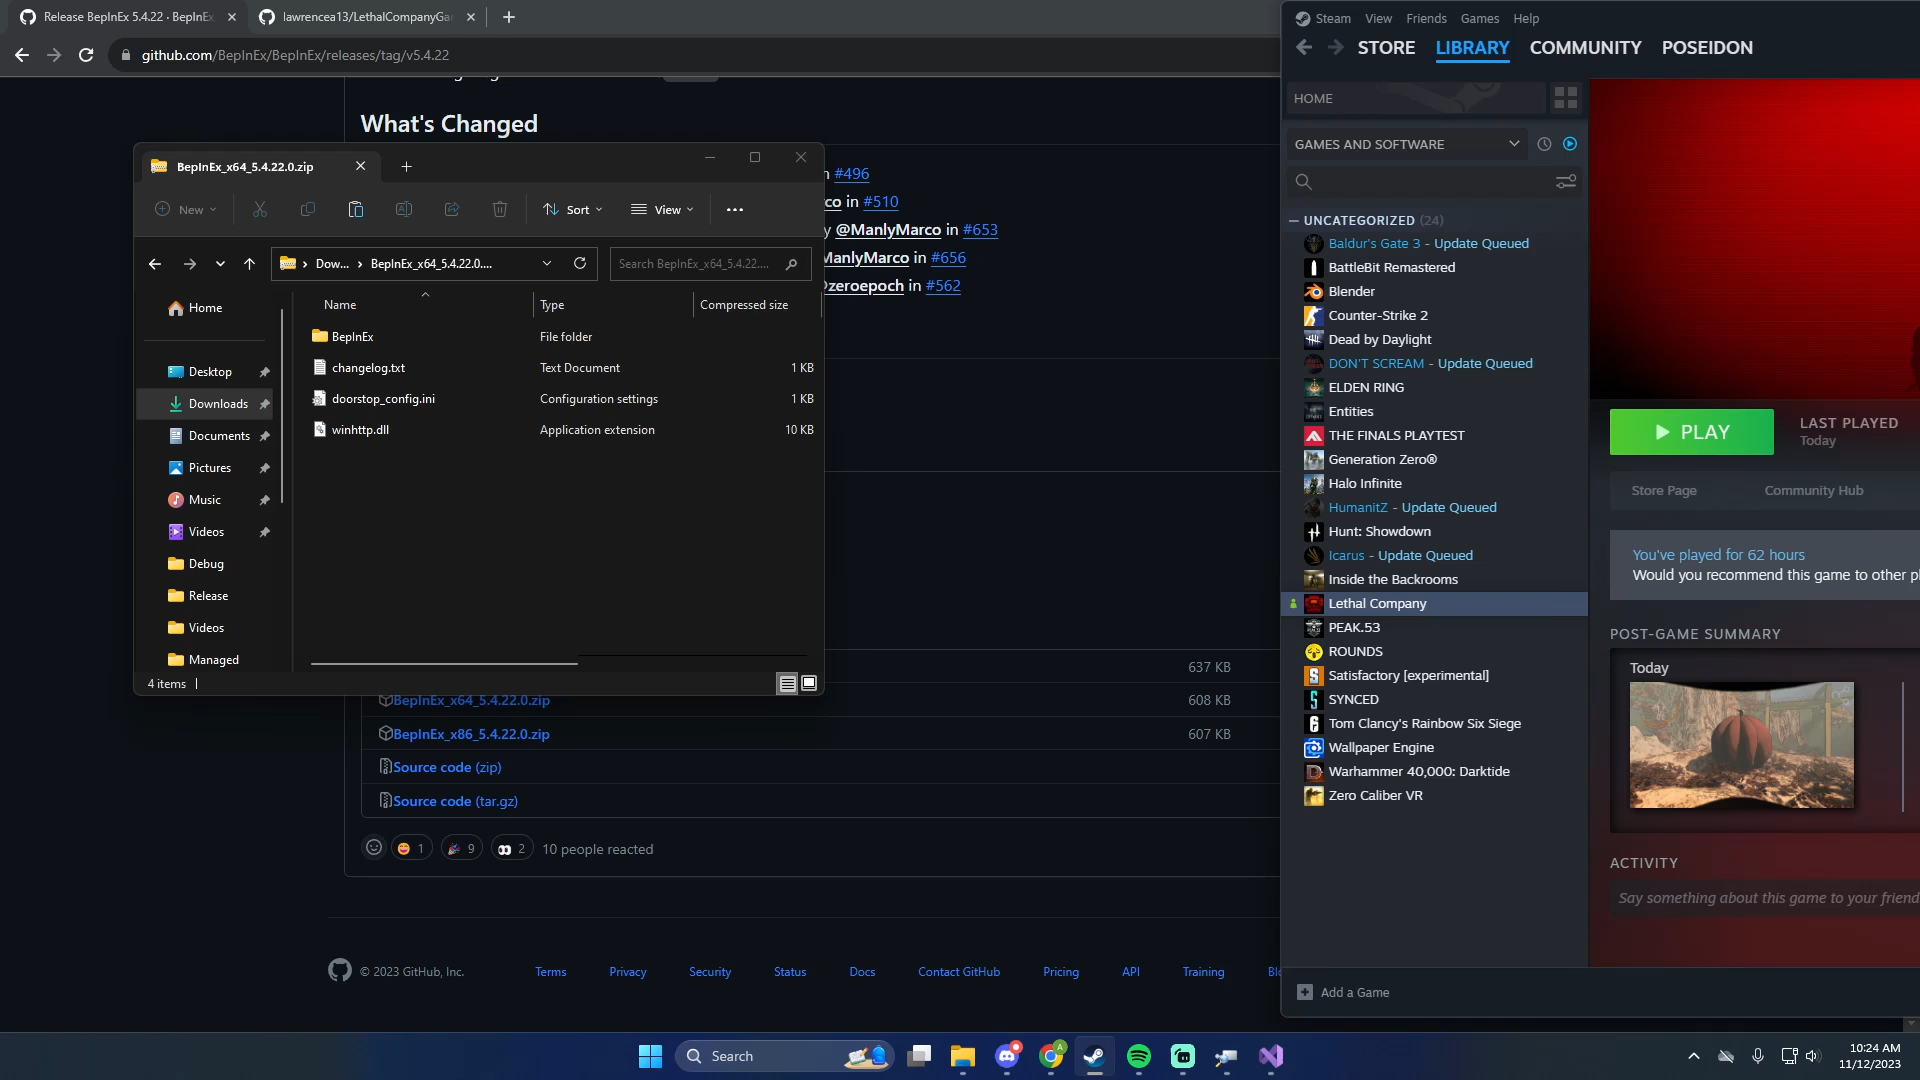 Release BepInEx 5.4.22 · BepInEx
lawrencea13/LethalCompanyGa
github.com/BepInEx/BepInEx/releases/tag/v5.4.22
What's Changed
n #496
co in #510
y @ManlyMarco in #653
ManlyMarco in #656
zeroepoch in #562
BepInEx_x64_5.4.22.0.zip
New
Sort
View
Dow... > BepInEx_x64_5.4.22.0....
Search BepInEx_x64_5.4.22....
Name
Type
Compressed size
Home
Desktop
Downloads
Documents
Pictures
Music
Videos
Debug
Release
Videos
Managed
BepInEx File folder
changelog.txt Text Document 1 KB
doorstop_config.ini Configuration settings 1 KB
winhttp.dll Application extension 10 KB
4 items
637 KB
BepInEx_x64_5.4.22.0.zip 608 KB
BepInEx_x86_5.4.22.0.zip 607 KB
Source code (zip)
Source code (tar.gz)
1
9
2
10 people reacted
© 2023 GitHub, Inc.
Terms
Privacy
Security
Status
Docs
Contact GitHub
Pricing
API
Training
Steam
View
Friends
Games
Help
STORE
LIBRARY
COMMUNITY
POSEIDON
HOME
GAMES AND SOFTWARE
UNCATEGORIZED (24)
Baldur's Gate 3 - Update Queued
BattleBit Remastered
Blender
Counter-Strike 2
Dead by Daylight
DON'T SCREAM - Update Queued
ELDEN RING
Entities
THE FINALS PLAYTEST
Generation Zero®
Halo Infinite
HumanitZ - Update Queued
Hunt: Showdown
Icarus - Update Queued
Inside the Backrooms
Lethal Company
PEAK.53
ROUNDS
Satisfactory [experimental]
SYNCED
Tom Clancy's Rainbow Six Siege
Wallpaper Engine
Warhammer 40,000: Darktide
Zero Caliber VR
Add a Game
PLAY
LAST PLAYED
Today
Store Page
Community Hub
You've played for 62 hours
Would you recommend this game to other pl
POST-GAME SUMMARY
Today
ACTIVITY
Say something about this game to your friend
Search
10:24 AM
11/12/2023